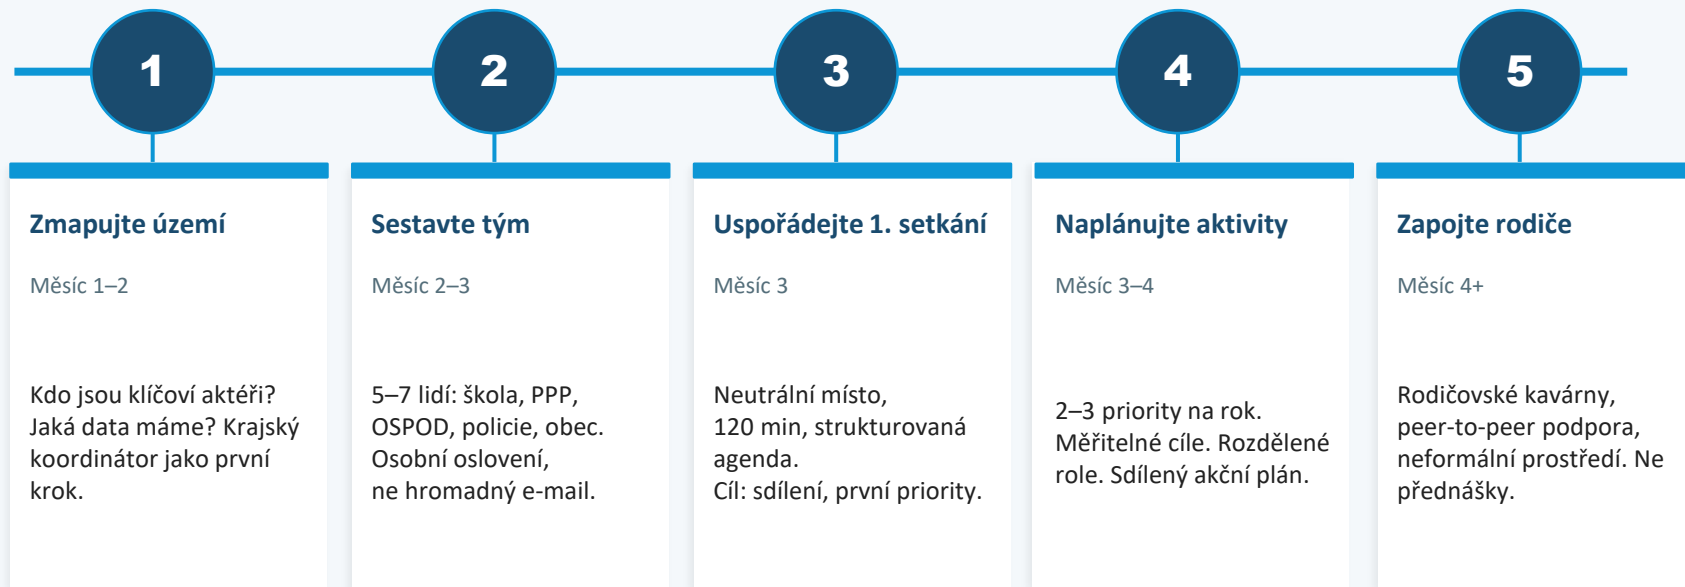 1
2
3
4
5
Zmapujte území
Měsíc 1–2
Kdo jsou klíčoví aktéři?
Jaká data máme? Krajský
koordinátor jako první
krok.
Sestavte tým
Měsíc 2–3
5–7 lidí: škola, PPP,
OSPOD, policie, obec.
Osobní oslovení,
ne hromadný e-mail.
Uspořádejte 1. setkání
Měsíc 3
Neutrální místo,
120 min, strukturovaná
agenda.
Cíl: sdílení, první priority.
Naplánujte aktivity
Měsíc 3–4
2–3 priority na rok.
Měřitelné cíle. Rozdělené
role. Sdílený akční plán.
Zapojte rodiče
Měsíc 4+
Rodičovské kavárny,
peer-to-peer podpora,
neformální prostředí. Ne
přednášky.